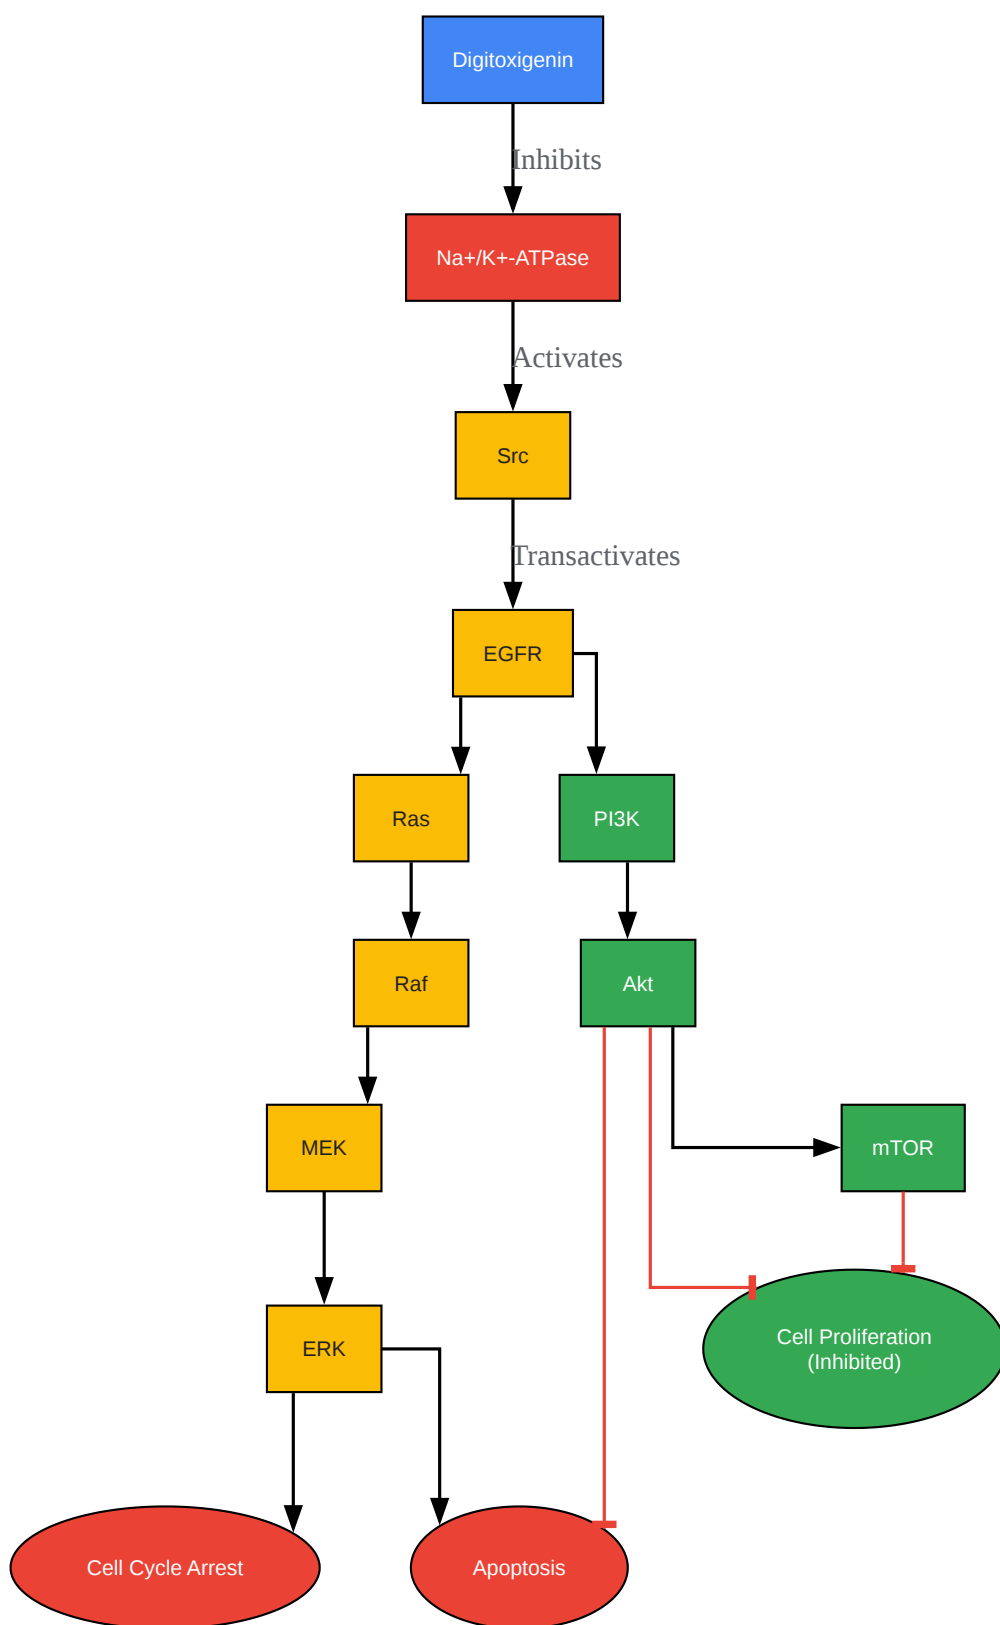 Digitoxigenin
Inhibits
Na+/K+-ATPase
Activates
Src
Transactivates
EGFR
Ras
PI3K
Raf
Akt
MEK
mTOR
ERK
Cell Proliferation
(Inhibited)
Cell Cycle Arrest
Apoptosis